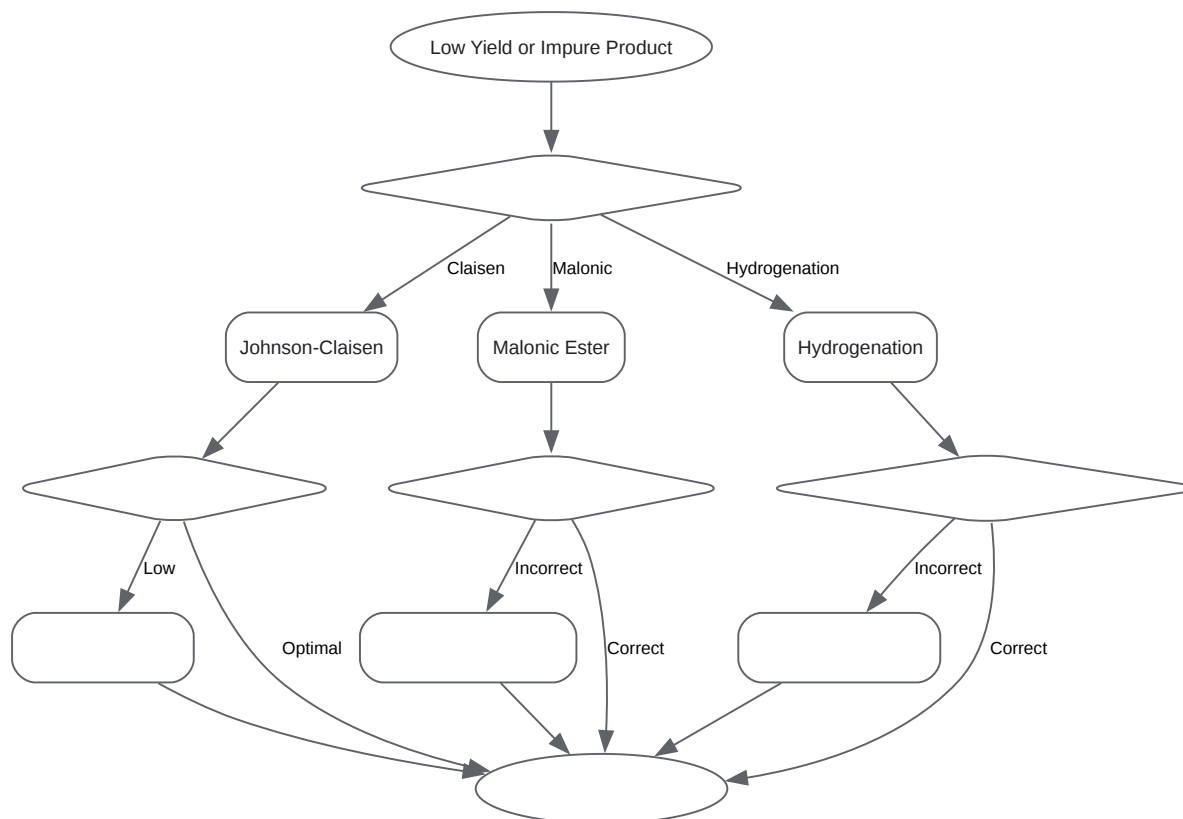 Low Yield or Impure Product
Claisen
Malonic
Hydrogenation
Johnson-Claisen
Malonic Ester
Hydrogenation
Low
Incorrect
Incorrect
Optimal
Correct
Correct